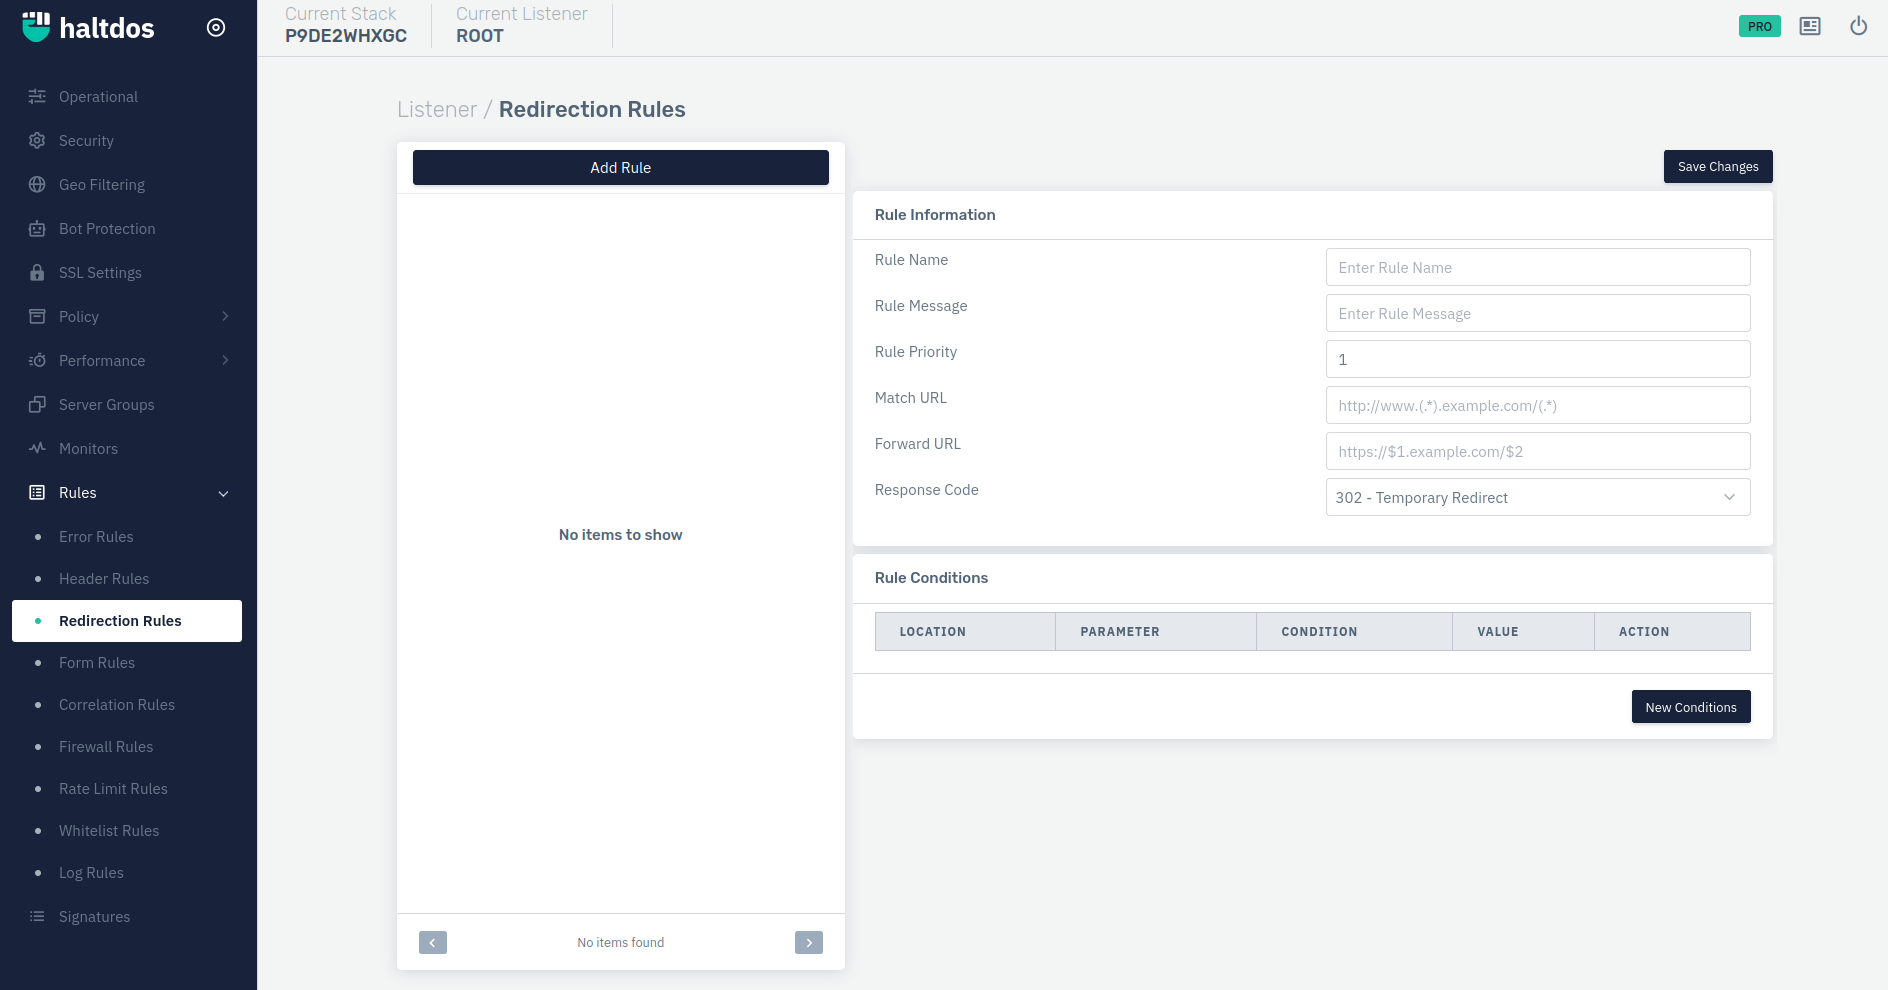 haltdos
Current Stack
P9DE2WHXGC
Current Listener
ROOT
PRO
Operational
Security
Geo Filtering
Bot Protection
SSL Settings
Policy
Performance
Server Groups
Monitors
Rules
Error Rules
Header Rules
Redirection Rules
Form Rules
Correlation Rules
Firewall Rules
Rate Limit Rules
Whitelist Rules
Log Rules
Signatures
Listener / Redirection Rules
Add Rule
No items to show
No items found
Save Changes
Rule Information
Rule Name
Enter Rule Name
Rule Message
Enter Rule Message
Rule Priority
1
Match URL
http://www.(.*).example.com/(.*)
Forward URL
https://$1.example.com/$2
Response Code
302 - Temporary Redirect
Rule Conditions
LOCATION PARAMETER CONDITION VALUE ACTION
New Conditions